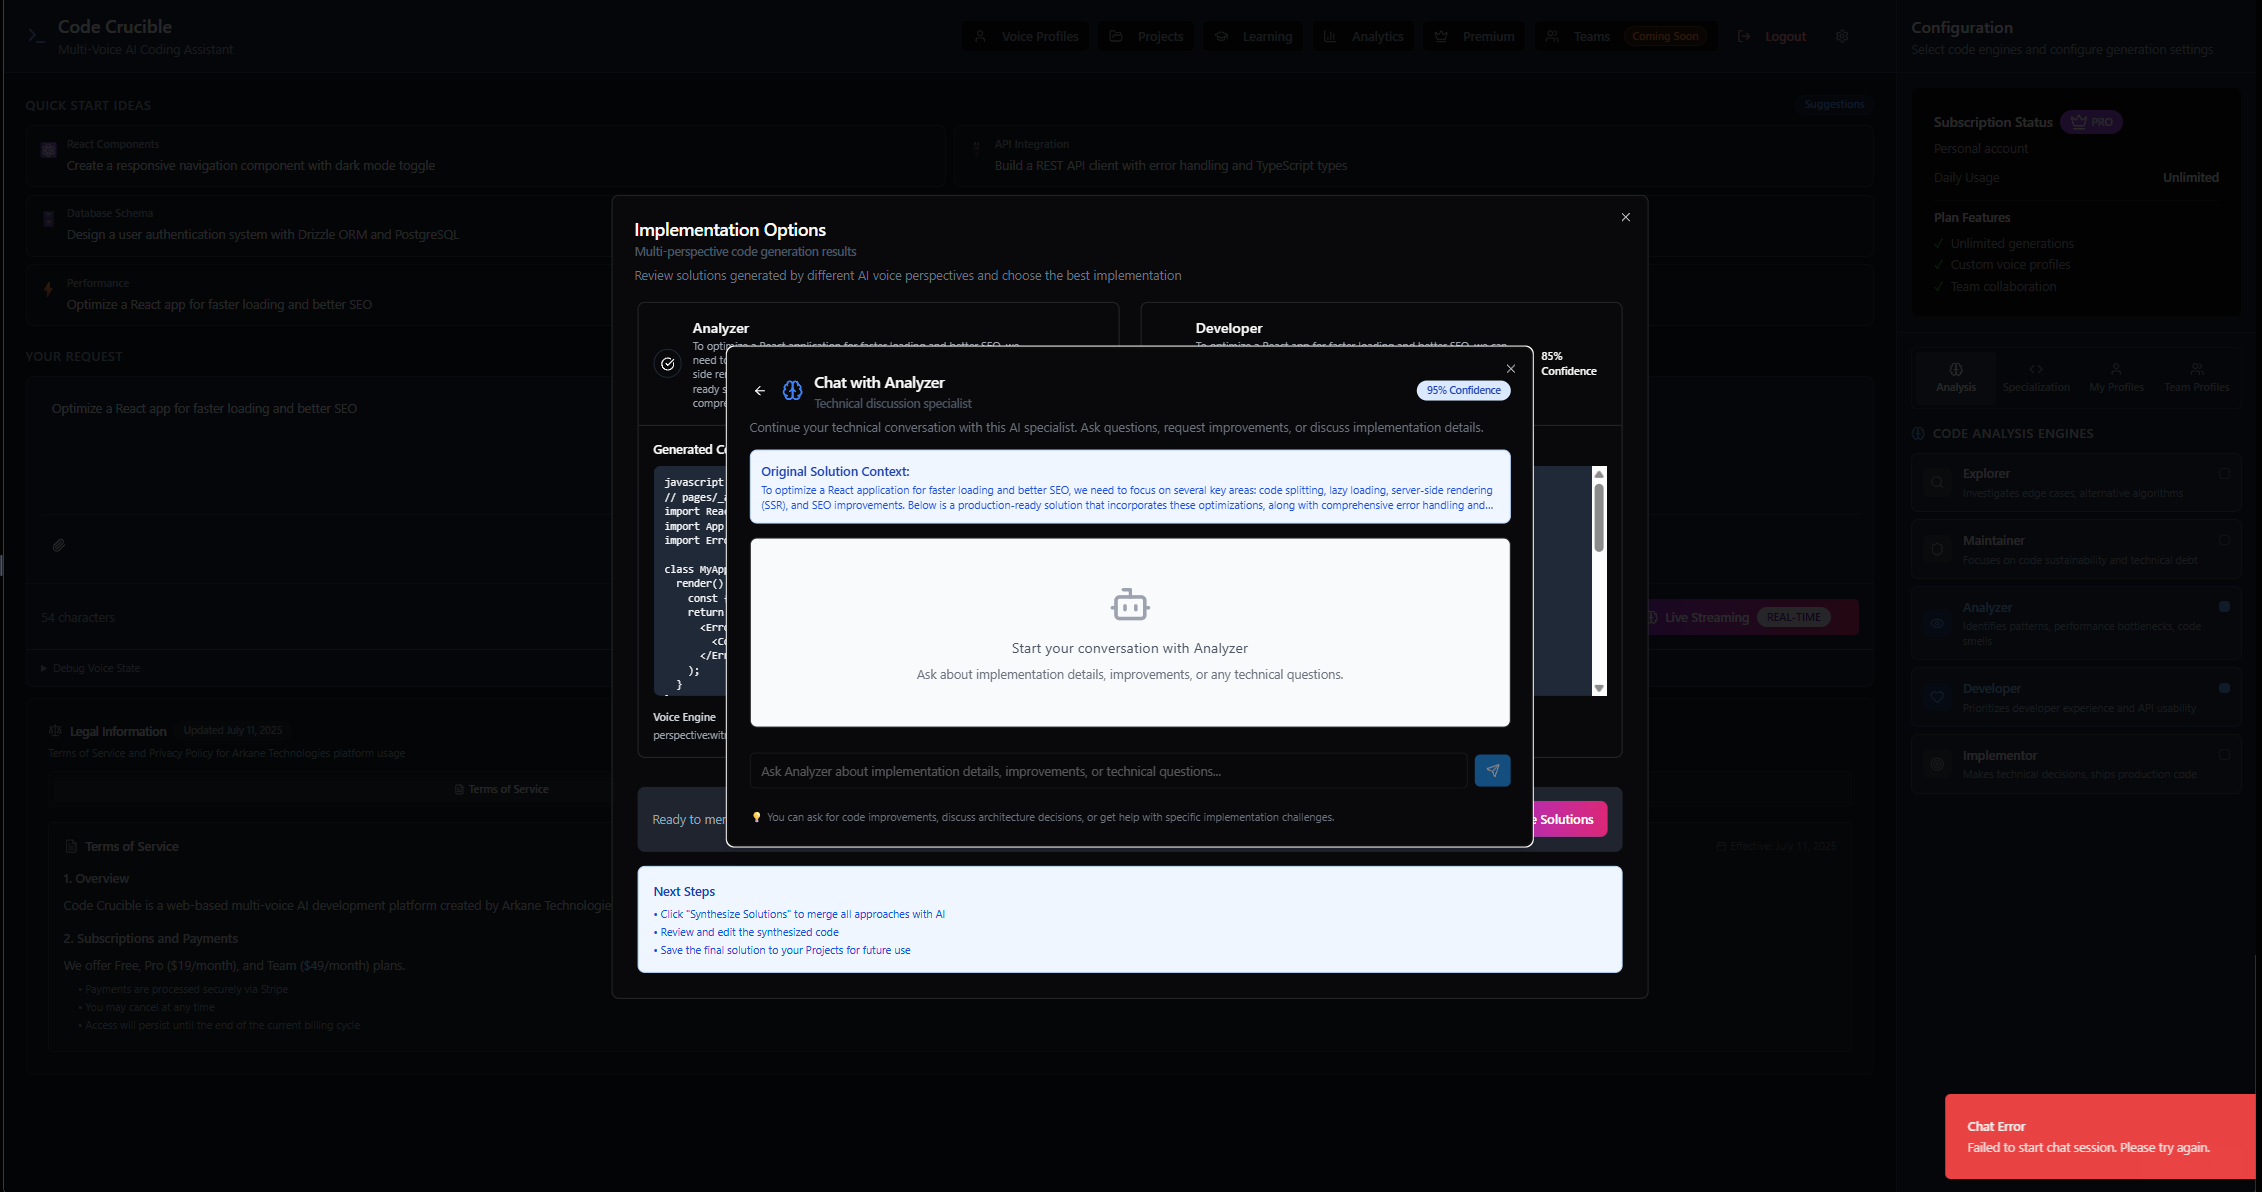 Code Crucible
Multi-Voice AI Coding Assistant
Voice Profiles
Projects
Learning
Analytics
Premium
Teams
Coming Soon
Logout
Configuration
Select code engines and configure generation settings
QUICK START IDEAS
Suggestions
React Components
Create a responsive navigation component with dark mode toggle
API Integration
Build a REST API client with error handling and TypeScript types
Database Schema
Design a user authentication system with Drizzle ORM and PostgreSQL
Performance
Optimize a React app for faster loading and better SEO
YOUR REQUEST
Optimize a React app for faster loading and better SEO
54 characters
Debug Voice State
Live Streaming
REAL-TIME
Legal Information
Updated July 11, 2025
Terms of Service and Privacy Policy for Arkane Technologies platform usage
Terms of Service
Terms of Service
Effective: July 11, 2025
1. Overview
Code Crucible is a web-based multi-voice AI development platform created by Arkane Technologie
2. Subscriptions and Payments
We offer Free, Pro ($19/month), and Team ($49/month) plans.
• Payments are processed securely via Stripe
• You may cancel at any time
• Access will persist until the end of the current billing cycle
Implementation Options
Multi-perspective code generation results
Review solutions generated by different AI voice perspectives and choose the best implementation
Analyzer
To optimize a React application for faster loading and better SEO, we
need to
side re
ready s
compre
Developer
To optimize a React app for faster loading and better SEO, we can
85%
Confidence
Generated Co
javascript
// pages/_a
import Reac
import App
import Erro
class MyApp
render()
const
return
<Erro
<Co
</Err
);
}
Voice Engine
perspective:wit
Ready to mer
e Solutions
Next Steps
• Click "Synthesize Solutions" to merge all approaches with AI
• Review and edit the synthesized code
• Save the final solution to your Projects for future use
Chat with Analyzer
Technical discussion specialist
95% Confidence
Continue your technical conversation with this AI specialist. Ask questions, request improvements, or discuss implementation details.
Original Solution Context:
To optimize a React application for faster loading and better SEO, we need to focus on several key areas: code splitting, lazy loading, server-side rendering
(SSR), and SEO improvements. Below is a production-ready solution that incorporates these optimizations, along with comprehensive error handling and...
Start your conversation with Analyzer
Ask about implementation details, improvements, or any technical questions.
Ask Analyzer about implementation details, improvements, or technical questions...
You can ask for code improvements, discuss architecture decisions, or get help with specific implementation challenges.
Subscription Status
PRO
Personal account
Daily Usage
Unlimited
Plan Features
✓ Unlimited generations
✓ Custom voice profiles
✓ Team collaboration
Analysis
Specialization
My Profiles
Team Profiles
CODE ANALYSIS ENGINES
Explorer
Investigates edge cases, alternative algorithms
Maintainer
Focuses on code sustainability and technical debt
Analyzer
Identifies patterns, performance bottlenecks, code
smells
Developer
Prioritizes developer experience and API usability
Implementor
Makes technical decisions, ships production code
Chat Error
Failed to start chat session. Please try again.